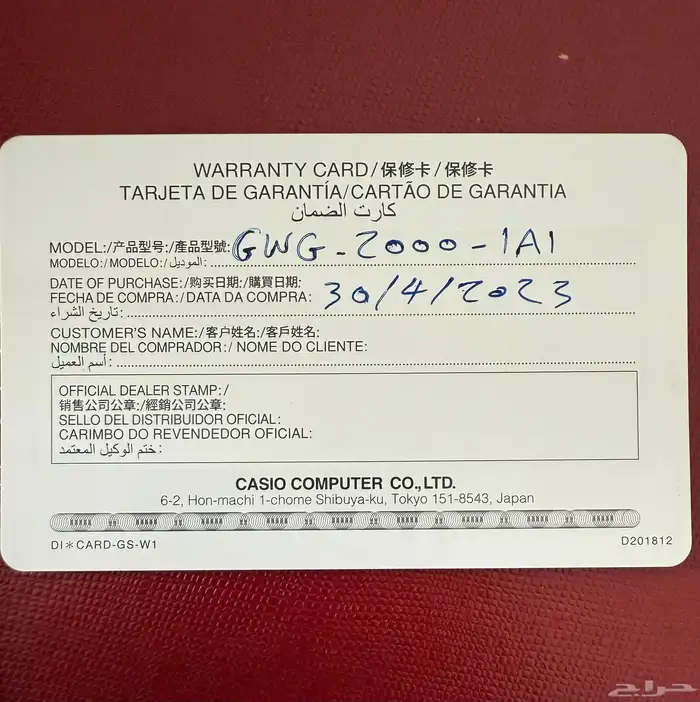 WARRANTY CARD/保修卡/保修卡
TARJETA DE GARANTÍA/CARTÃO DE GARANTIA
كارت الضمان
MODEL:/产品型号:/產品型號: GWG-2000-1A1
MODELO:/MODELO:/الموديل:
DATE OF PURCHASE:/购买日期:/購買日期: 30/4/2023
FECHA DE COMPRA:/DATA DA COMPRA:
تاريخ الشراء:
CUSTOMER'S NAME:/客户姓名:/客戶姓名:
NOMBRE DEL COMPRADOR:/ NOME DO CLIENTE:
أسم العميل:
OFFICIAL DEALER STAMP:/
销售公司公章:/經銷公司公章:
SELLO DEL DISTRIBUIDOR OFICIAL:
CARIMBO DO REVENDEDOR OFICIAL:
ختم الوكيل المعتمد:
CASIO COMPUTER CO.,LTD.
6-2, Hon-machi 1-chome Shibuya-ku, Tokyo 151-8543, Japan
DI*CARD-GS-W1
D201812
حراج